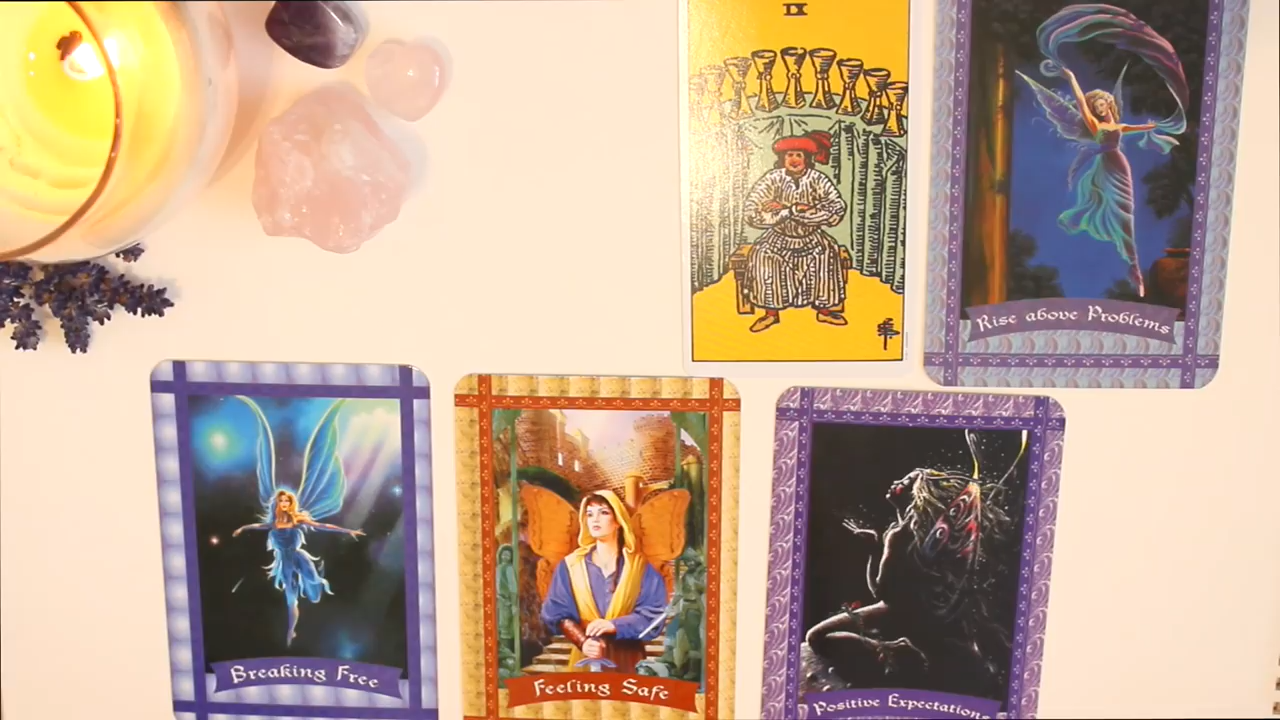 IX
Rise above Problems
Breaking Free
Feeling Safe
Positive Expectations